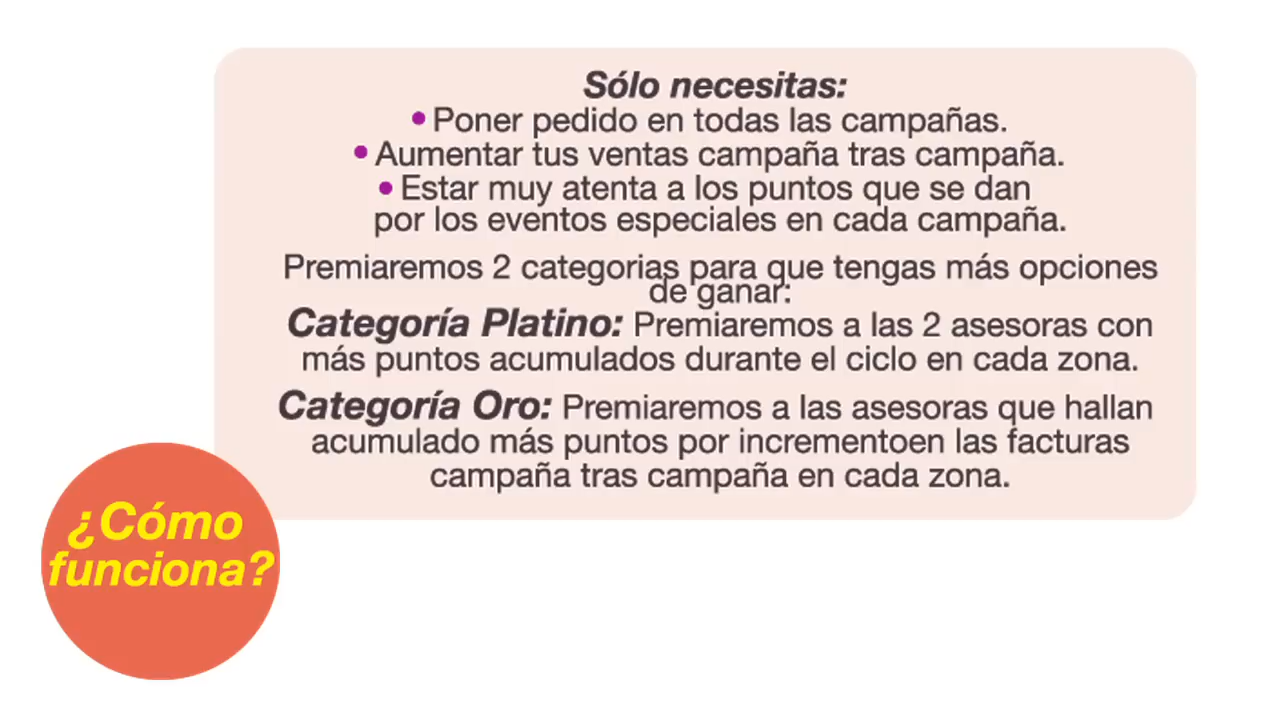 Sólo necesitas:
•Poner pedido en todas las campañas.
•Aumentar tus ventas campaña tras campaña.
•Estar muy atenta a los puntos que se dan
por los eventos especiales en cada campaña.
Premiaremos 2 categorias para que tengas más opciones
de ganar:
Categoría Platino: Premiaremos a las 2 asesoras con
más puntos acumulados durante el ciclo en cada zona.
Categoría Oro: Premiaremos a las asesoras que hallan
acumulado más puntos por incrementoen las facturas
campaña tras campaña en cada zona.
¿Cómo
funciona?